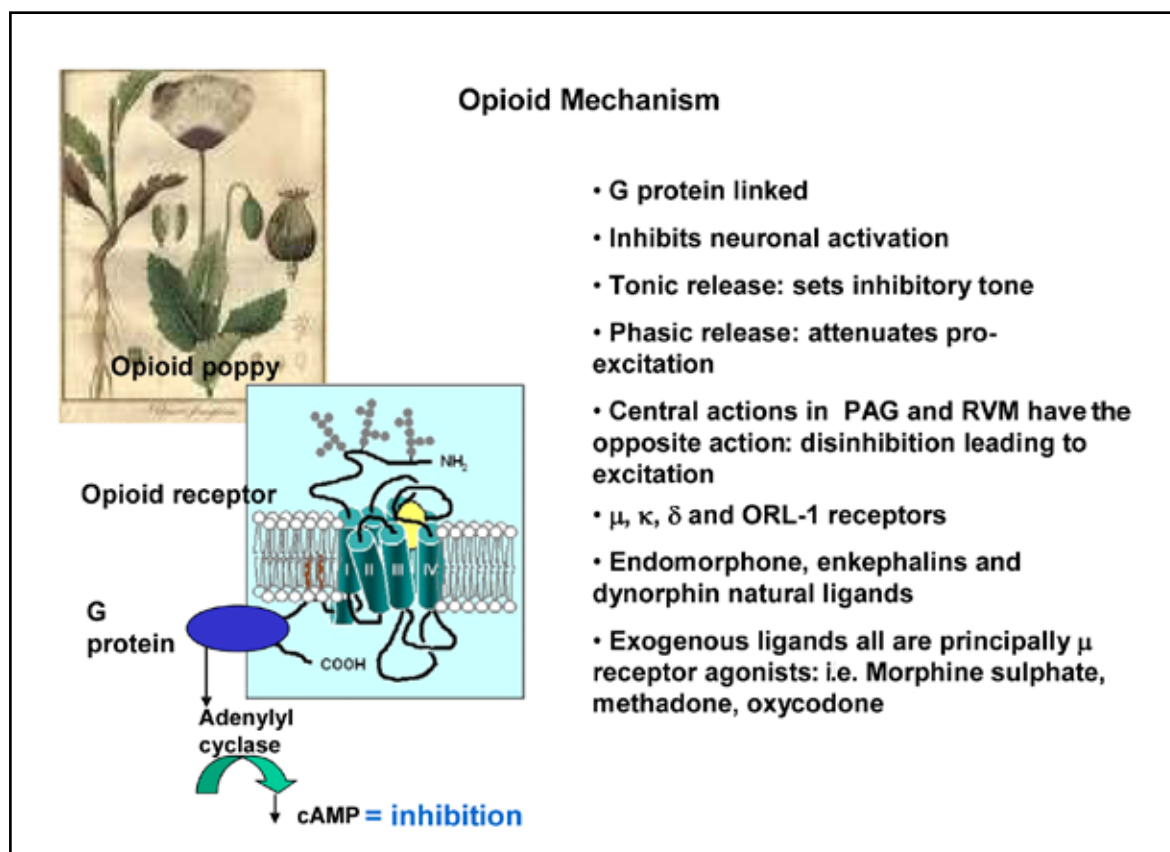 Opioid Mechanism
Opioid poppy
Opioid receptor
NH2
I II III IV
COOH
G
protein
Adenylyl
cyclase
cAMP = inhibition
• G protein linked
• Inhibits neuronal activation
• Tonic release: sets inhibitory tone
• Phasic release: attenuates pro-
excitation
• Central actions in PAG and RVM have the
opposite action: disinhibition leading to
excitation
• μ, κ, δ and ORL-1 receptors
• Endomorphone, enkephalins and
dynorphin natural ligands
• Exogenous ligands all are principally μ
receptor agonists: i.e. Morphine sulphate,
methadone, oxycodone